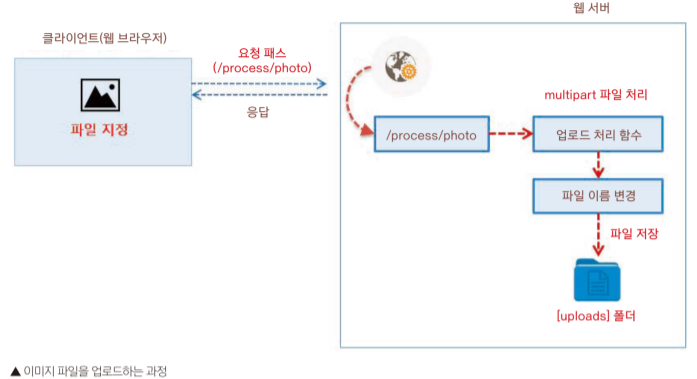 웹 서버
클라이언트(웹 브라우저)
요청 패스
(/process/photo)
응답
파일 지정
multipart 파일 처리
/process/photo
업로드 처리 함수
파일 이름 변경
파일 저장
[uploads] 폴더
▲ 이미지 파일을 업로드하는 과정